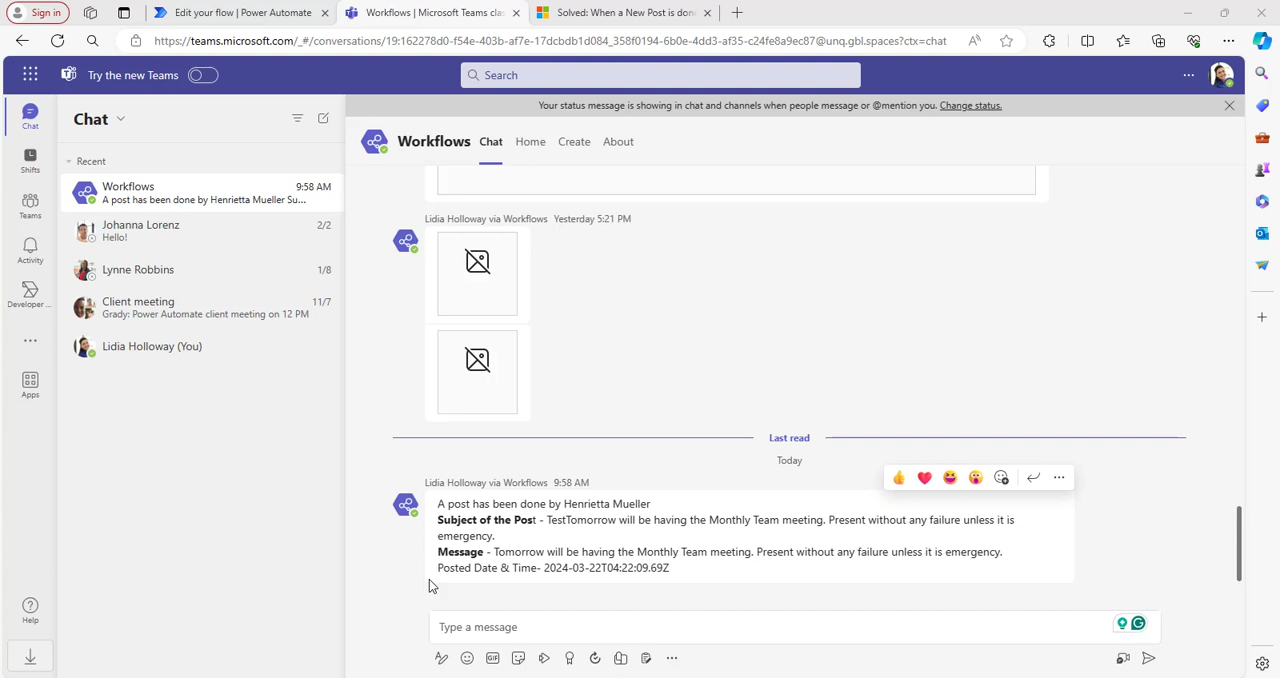 Sign in
Edit your flow | Power Automate
Workflows | Microsoft Teams clas
Solved: When a New Post is don
https://teams.microsoft.com/_#/conversations/19:162278d0-f54e-403b-af7e-17dcbdb1d084_358f0194-6b0e-4dd3-af35-c24fe8a9ec87@unq.gbl.spaces?ctx=chat
Try the new Teams
Search
Your status message is showing in chat and channels when people message or @mention you. Change status.
Chat
Shifts
Teams
Activity
Developer ...
Apps
Help
Chat
Recent
Workflows 9:58 AM
A post has been done by Henrietta Mueller Su...
Johanna Lorenz 2/2
Hello!
Lynne Robbins 1/8
Client meeting 11/7
Grady: Power Automate client meeting on 12 PM
Lidia Holloway (You)
Workflows Chat Home Create About
Lidia Holloway via Workflows Yesterday 5:21 PM
Last read
Today
Lidia Holloway via Workflows 9:58 AM
A post has been done by Henrietta Mueller
Subject of the Post - TestTomorrow will be having the Monthly Team meeting. Present without any failure unless it is
emergency.
Message - Tomorrow will be having the Monthly Team meeting. Present without any failure unless it is emergency.
Posted Date & Time- 2024-03-22T04:22:09.69Z
Type a message
GIF